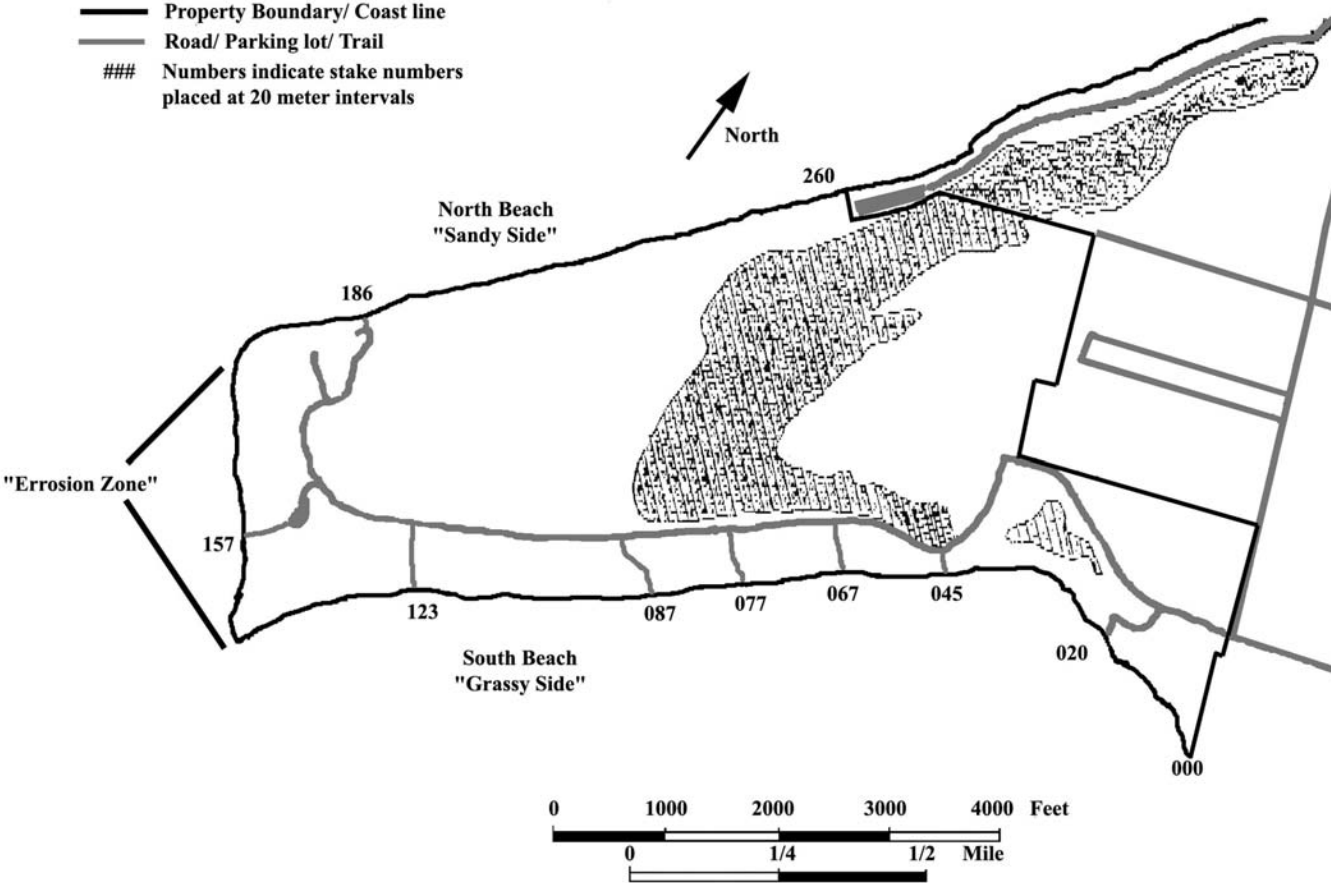 Property Boundary/ Coast line
Road/ Parking lot/ Trail
### Numbers indicate stake numbers
placed at 20 meter intervals
North
260
North Beach
"Sandy Side"
186
"Errosion Zone"
157
123
087
077
067
045
020
South Beach
"Grassy Side"
000
0 1000 2000 3000 4000 Feet
0 1/4 1/2 Mile